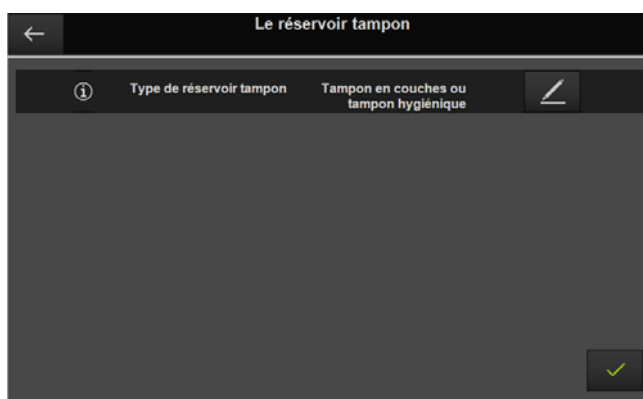 Le réservoir tampon
Type de réservoir tampon
Tampon en couches ou
tampon hygiénique